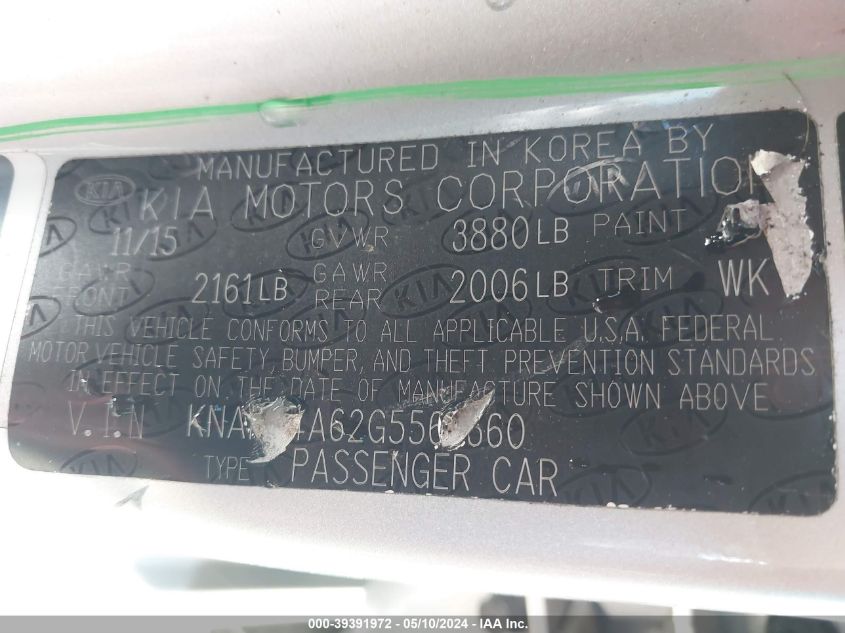 MANUFACTURED IN KOREA BY
KIA KIA MOTORS CORPORATION
11/15 GVWR 3880LB PAINT
GAWR FRONT 2161LB GAWR REAR 2006LB TRIM WK
THIS VEHICLE CONFORMS TO ALL APPLICABLE U.S.A. FEDERAL
MOTOR VEHICLE SAFETY, BUMPER, AND THEFT PREVENTION STANDARDS
IN EFFECT ON THE DATE OF MANUFACTURE SHOWN ABOVE
V.I.N
TYPE PASSENGER CAR
000-39391972 - 05/10/2024 - IAA Inc.